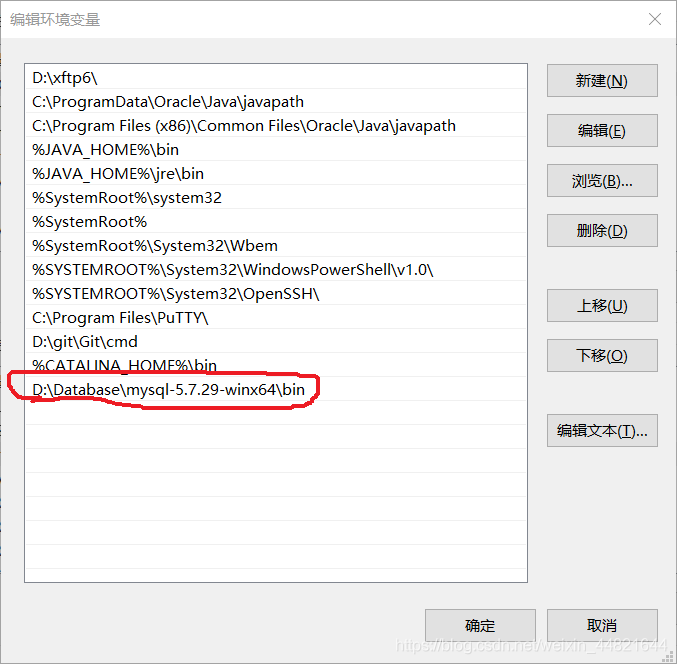 编辑环境变量
D:\xftp6\
C:\ProgramData\Oracle\Java\javapath
C:\Program Files (x86)\Common Files\Oracle\Java\javapath
%JAVA_HOME%\bin
%JAVA_HOME%\jre\bin
%SystemRoot%\system32
%SystemRoot%
%SystemRoot%\System32\Wbem
%SYSTEMROOT%\System32\WindowsPowerShell\v1.0\
%SYSTEMROOT%\System32\OpenSSH\
C:\Program Files\PuTTY\
D:\git\Git\cmd
%CATALINA_HOME%\bin
D:\Database\mysql-5.7.29-winx64\bin
新建(N)
编辑(E)
浏览(B)...
删除(D)
上移(U)
下移(O)
编辑文本(T)...
确定
取消
https://blog.csdn.net/weixin_44821644